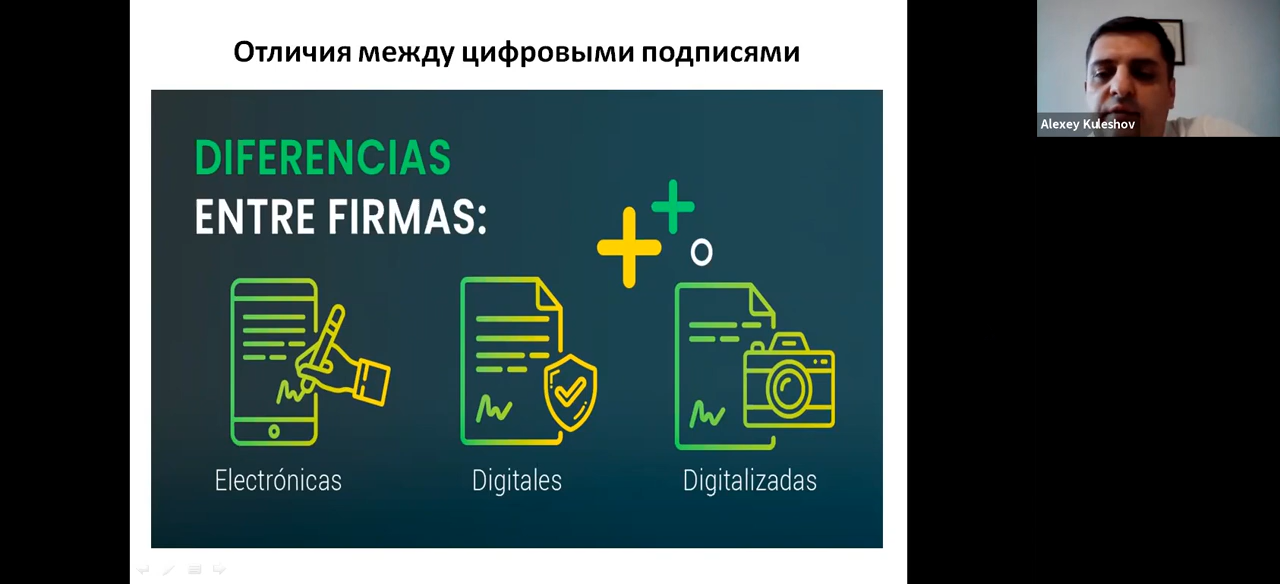 Отличия между цифровыми подписями
DIFERENCIAS
ENTRE FIRMAS:
Electrónicas
Digitales
Digitalizadas
Alexey Kuleshov